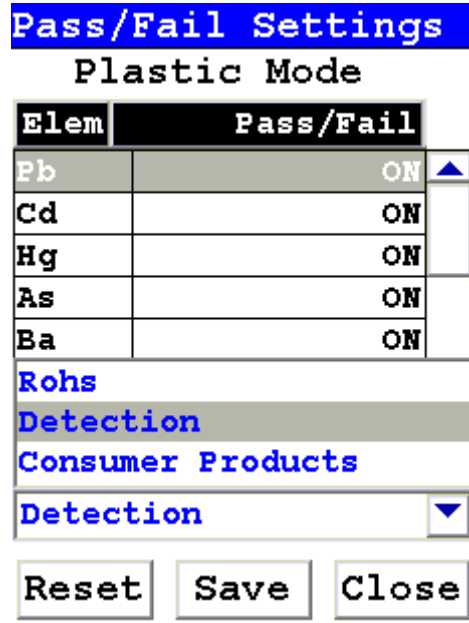 Pass/Fail Settings
Plastic Mode
Elem Pass/Fail
Pb ON
Cd ON
Hg ON
As ON
Ba ON
Rohs
Detection
Consumer Products
Detection
Reset Save Close